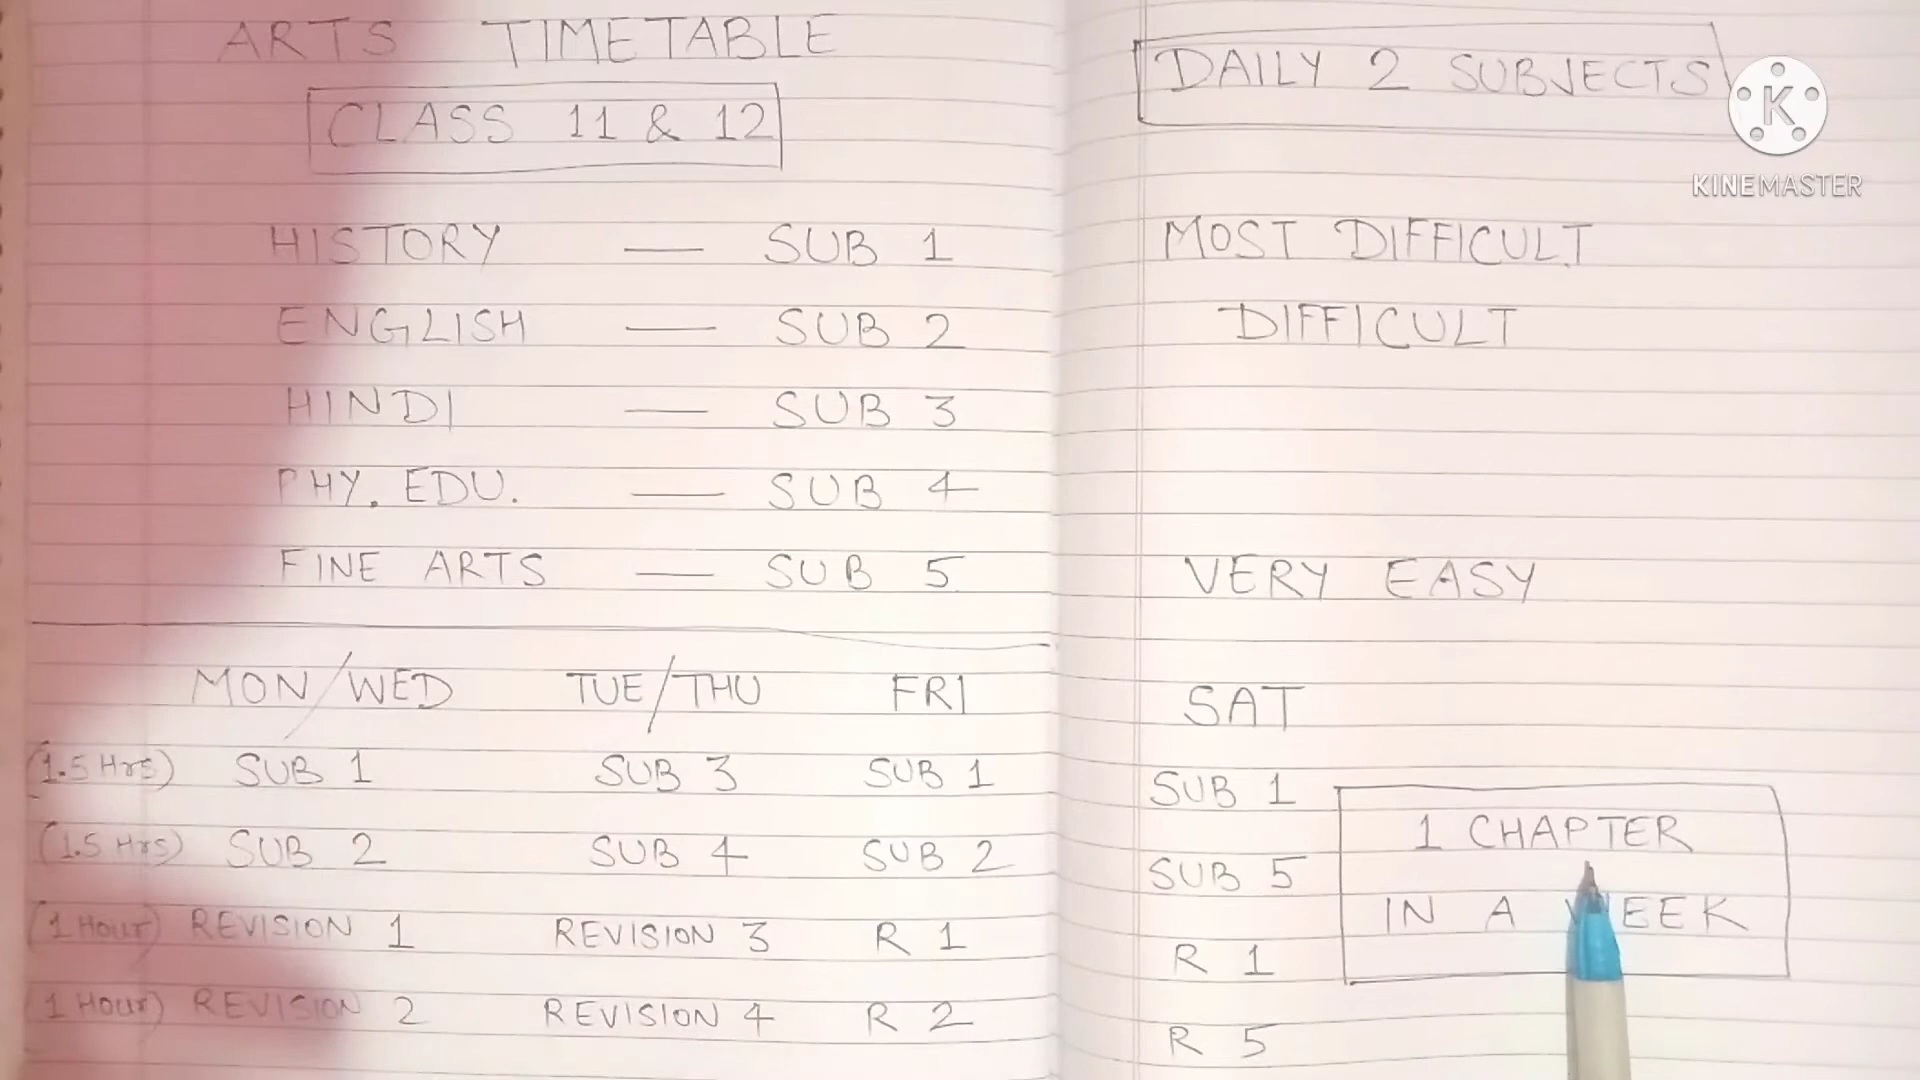 ARTS TIMETABLE
CLASS 11 & 12
HISTORY — SUB 1
ENGLISH — SUB 2
HINDI — SUB 3
PHY. EDU. — SUB 4
FINE ARTS — SUB 5
MON/WED TUE/THU FRI
(1.5 Hrs) SUB 1 SUB 3 SUB 1
(1.5 Hrs) SUB 2 SUB 4 SUB 2
(1 Hour) REVISION 1 REVISION 3 R 1
(1 Hour) REVISION 2 REVISION 4 R 2
DAILY 2 SUBJECTS
K
KINEMASTER
MOST DIFFICULT
DIFFICULT
VERY EASY
SAT
SUB 1
SUB 5
R 1
R 5
1 CHAPTER
IN A WEEK